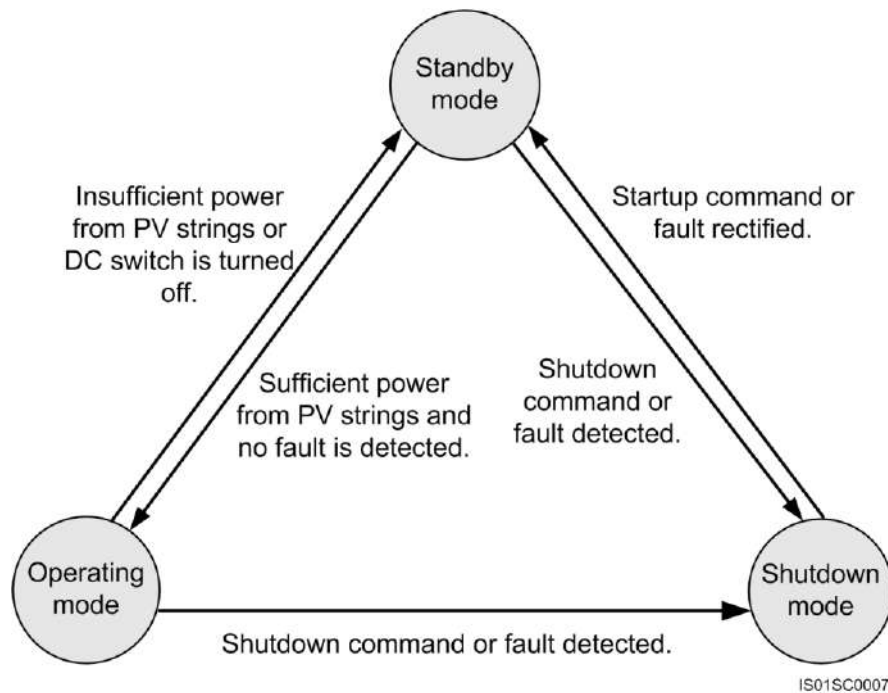 Standby
mode
Insufficient power
from PV strings or
DC switch is turned
off.
Startup command or
fault rectified.
Sufficient power
from PV strings and
no fault is detected.
Shutdown
command or
fault detected.
Operating
mode
Shutdown
mode
Shutdown command or fault detected.
IS01SC0007